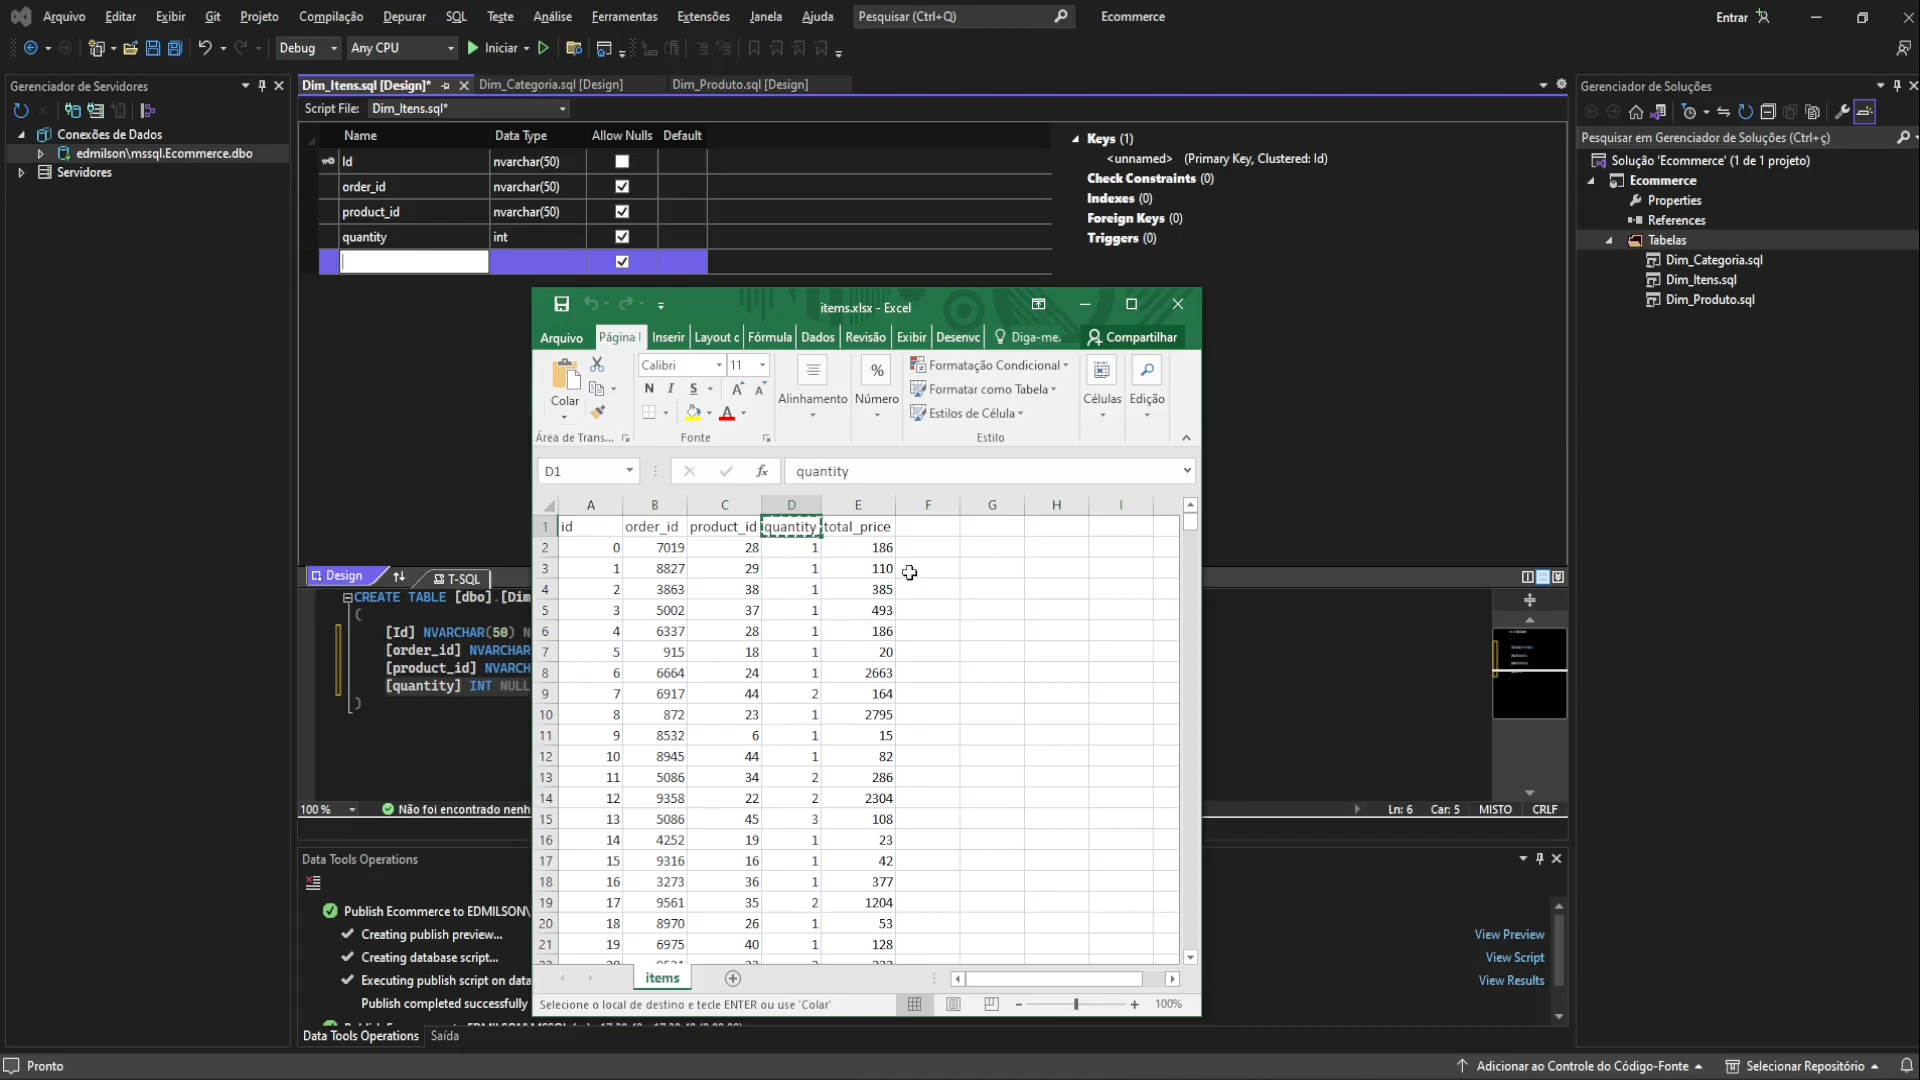 Arquivo Editar Exibir Git Projeto Compilação Depurar SQL Teste Análise Ferramentas Extensões Janela Ajuda Pesquisar (Ctrl+Q) Ecommerce Entrar
Debug Any CPU Iniciar
Gerenciador de Servidores
Conexões de Dados
edmilson\mssql.Ecommerce.dbo
Servidores
Dim_Itens.sql [Design]* Dim_Categoria.sql [Design] Dim_Produto.sql [Design]
Script File: Dim_Itens.sql*
Name Data Type Allow Nulls Default
Id nvarchar(50)
order_id nvarchar(50)
product_id nvarchar(50)
quantity int
Keys (1)
<unnamed> (Primary Key, Clustered: Id)
Check Constraints (0)
Indexes (0)
Foreign Keys (0)
Triggers (0)
Gerenciador de Soluções
Pesquisar em Gerenciador de Soluções (Ctrl+ç)
Solução 'Ecommerce' (1 de 1 projeto)
Ecommerce
Properties
References
Tabelas
Dim_Categoria.sql
Dim_Itens.sql
Dim_Produto.sql
items.xlsx - Excel
Arquivo Página I Inserir Layout c Fórmula Dados Revisão Exibir Desenvc Diga-me. Compartilhar
Colar
Calibri 11
N I S
Alinhamento
Número
Formatação Condicional
Formatar como Tabela
Estilos de Célula
Células
Edição
Área de Trans... Fonte Estilo
D1 fx quantity
A B C D E F G H I
1 id order_id product_id quantity total_price
2 0 7019 28 1 186
3 1 8827 29 1 110
4 2 3863 38 1 385
5 3 5002 37 1 493
6 4 6337 28 1 186
7 5 915 18 1 20
8 6 6664 24 1 2663
9 7 6917 44 2 164
10 8 872 23 1 2795
11 9 8532 6 1 15
12 10 8945 44 1 82
13 11 5086 34 2 286
14 12 9358 22 2 2304
15 13 5086 45 3 108
16 14 4252 19 1 23
17 15 9316 16 1 42
18 16 3273 36 1 377
19 17 9561 35 2 1204
20 18 8970 26 1 53
21 19 6975 40 1 128
items
Selecione o local de destino e tecle ENTER ou use 'Colar' 100%
Design T-SQL
CREATE TABLE [dbo].[Dim
(
[Id] NVARCHAR(50) N
[order_id] NVARCHAR
[product_id] NVARCH
[quantity] INT NULL
)
100 % Não foi encontrado nenh Ln: 6 Car: 5 MISTO CRLF
Data Tools Operations
Publish Ecommerce to EDMILSON\
Creating publish preview... View Preview
Creating database script... View Script
Executing publish script on data View Results
Publish completed successfully
Data Tools Operations Saída
Pronto Adicionar ao Controle do Código-Fonte Selecionar Repositório